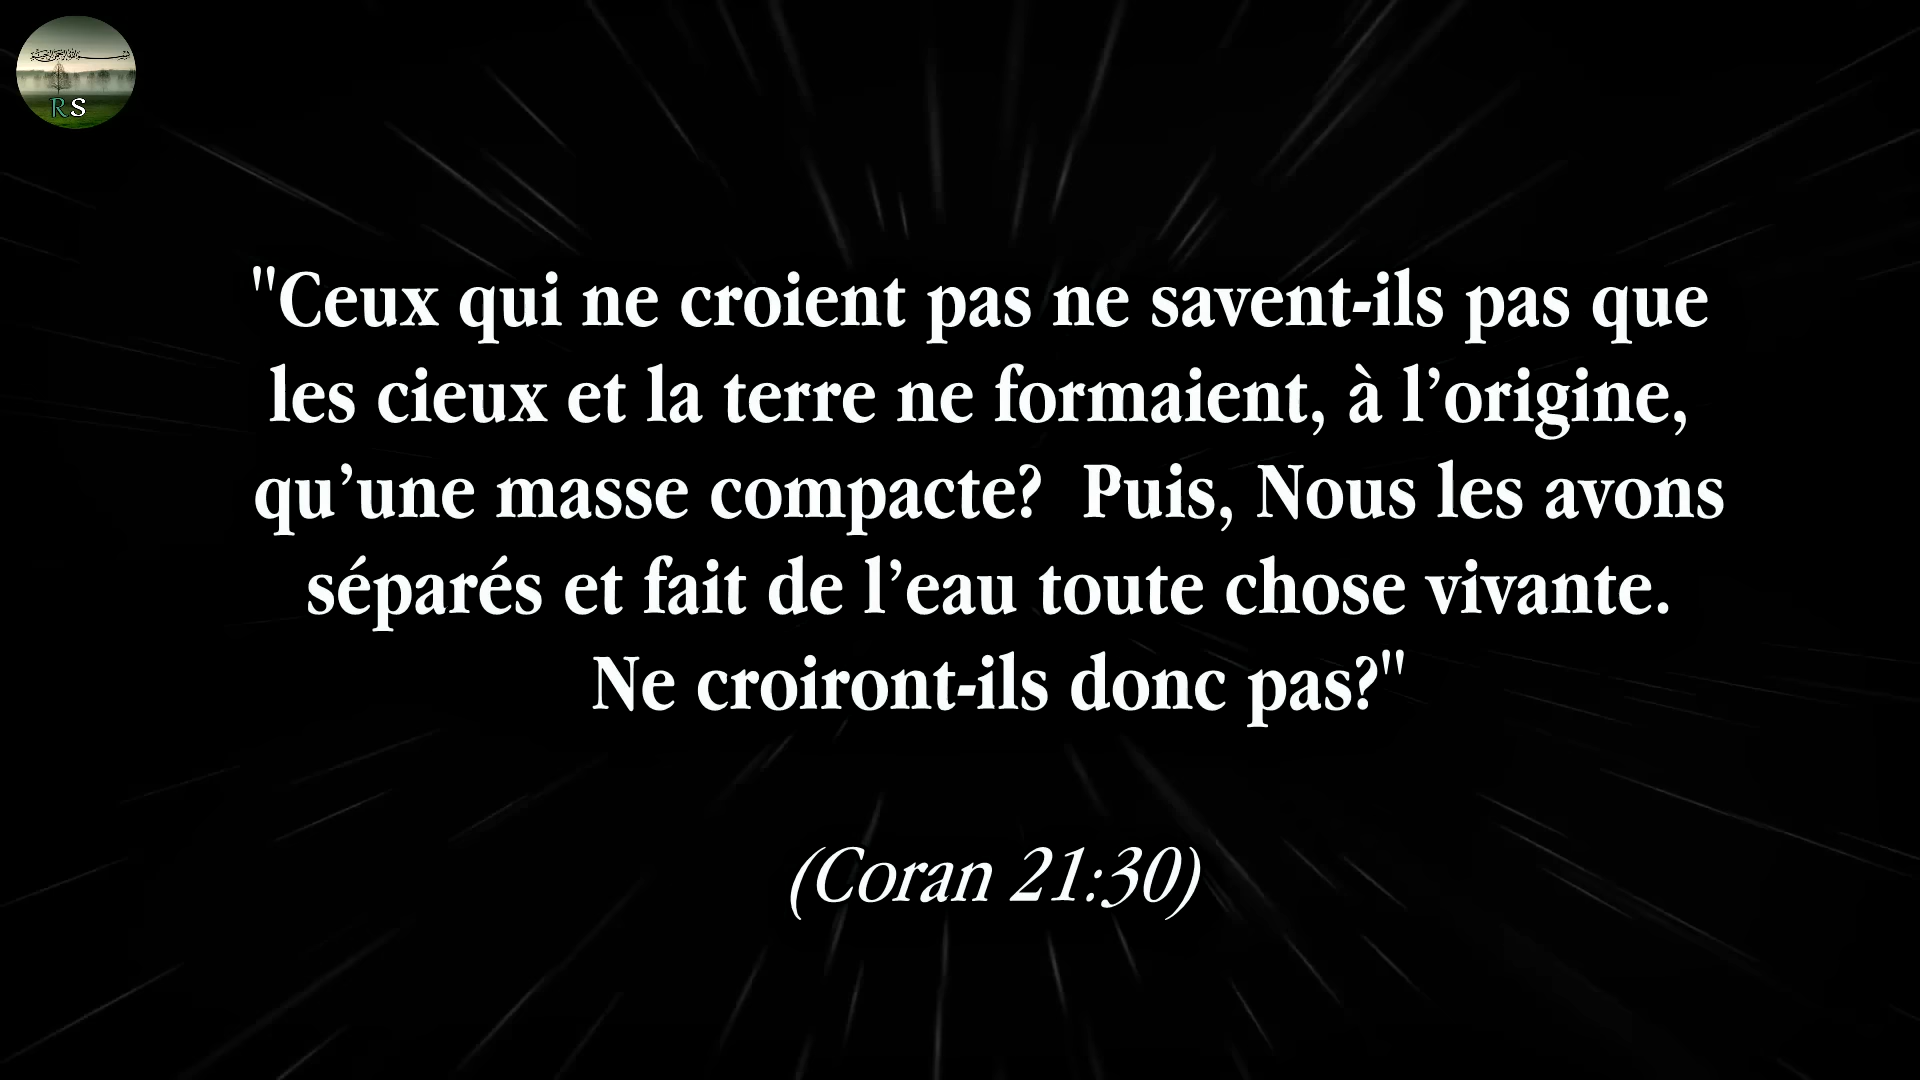 RS
"Ceux qui ne croient pas ne savent-ils pas que
les cieux et la terre ne formaient, à l’origine,
qu’une masse compacte?  Puis, Nous les avons
séparés et fait de l’eau toute chose vivante.
Ne croiront-ils donc pas?"
(Coran 21:30)